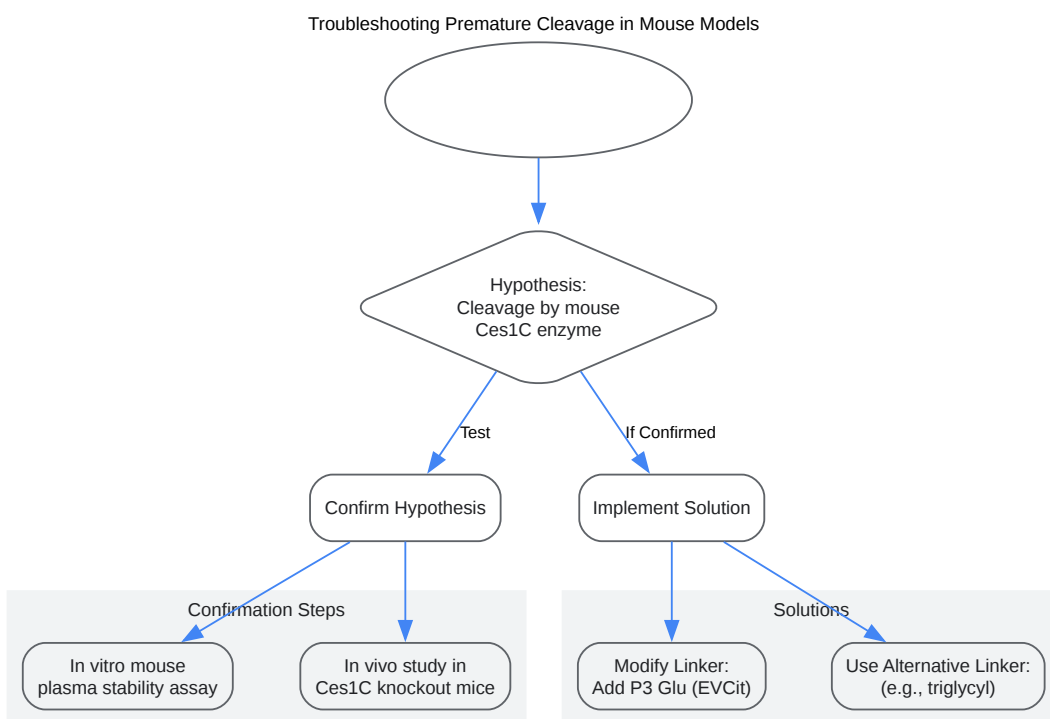 Troubleshooting Premature Cleavage in Mouse Models
Hypothesis:
Cleavage by mouse
Ces1C enzyme
Test
If Confirmed
Confirm Hypothesis
Implement Solution
Confirmation Steps
Solutions
In vitro mouse
plasma stability assay
In vivo study in
Ces1C knockout mice
Modify Linker:
Add P3 Glu (EVCit)
Use Alternative Linker:
(e.g., triglycyl)